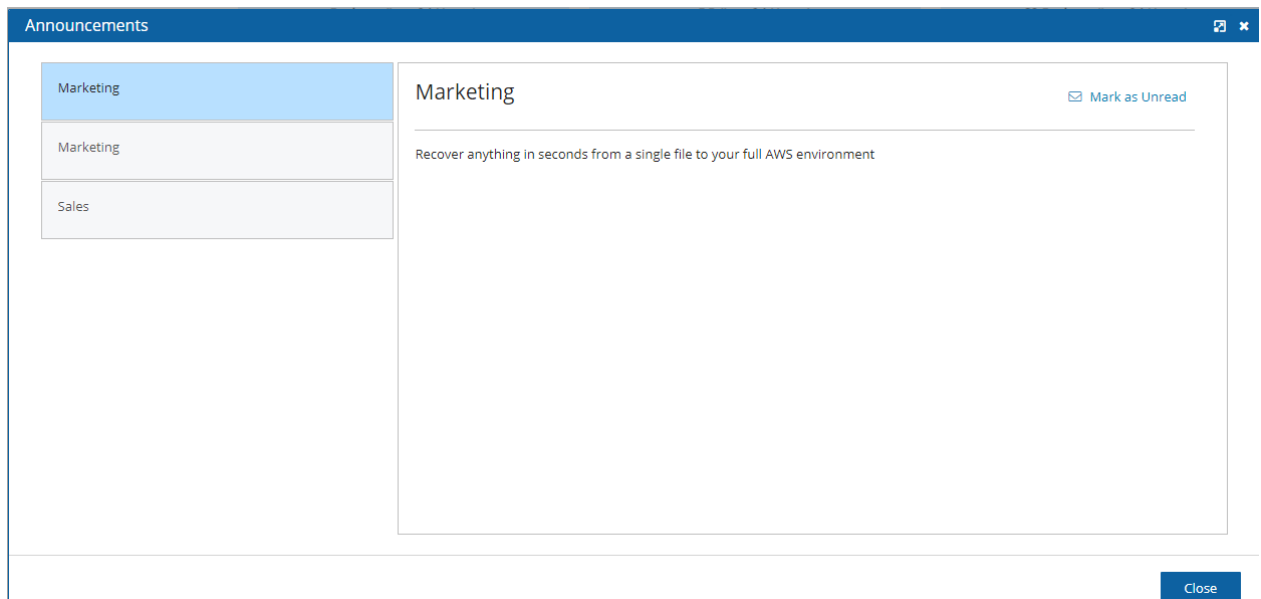 Announcements
Marketing
Marketing
Sales
Marketing
Mark as Unread
Recover anything in seconds from a single file to your full AWS environment
Close